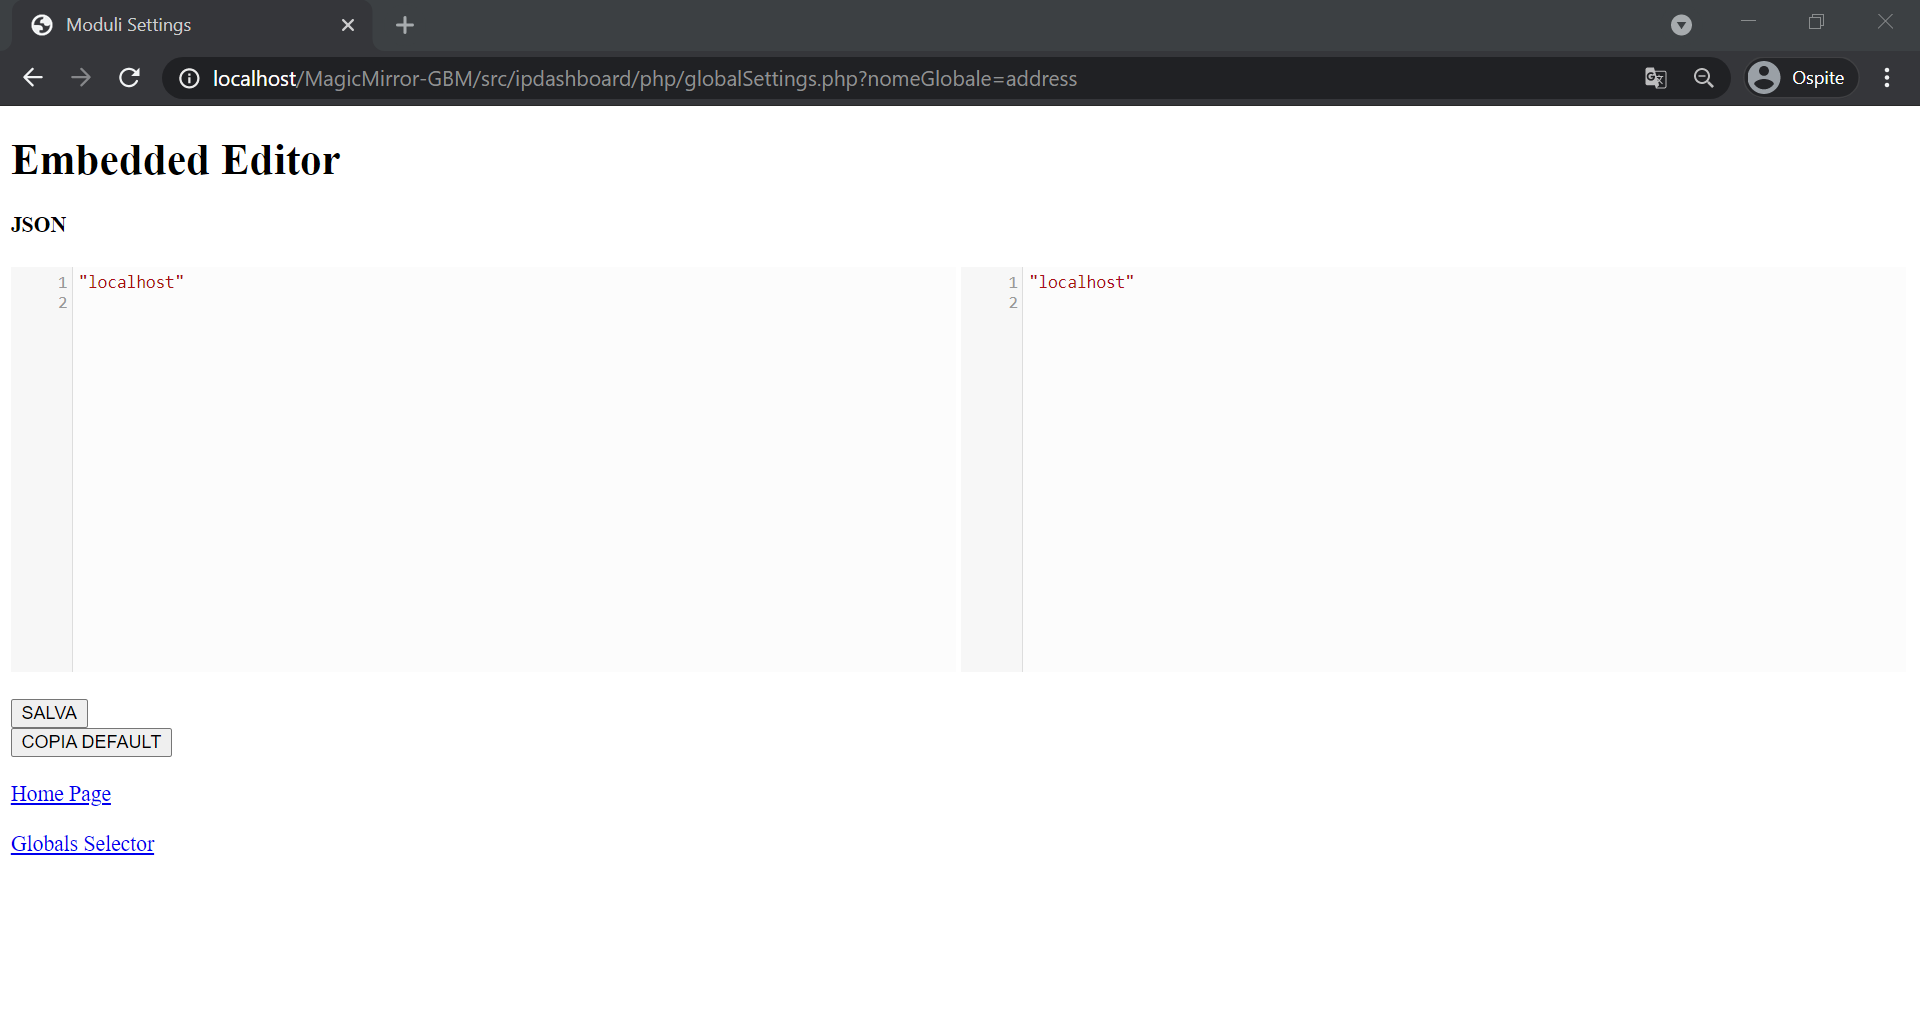 Moduli Settings
localhost/MagicMirror-GBM/src/ipdashboard/php/globalSettings.php?nomeGlobale=address
Ospite
Embedded Editor
JSON
1 "localhost"
2
1 "localhost"
2
SALVA
COPIA DEFAULT
Home Page
Globals Selector